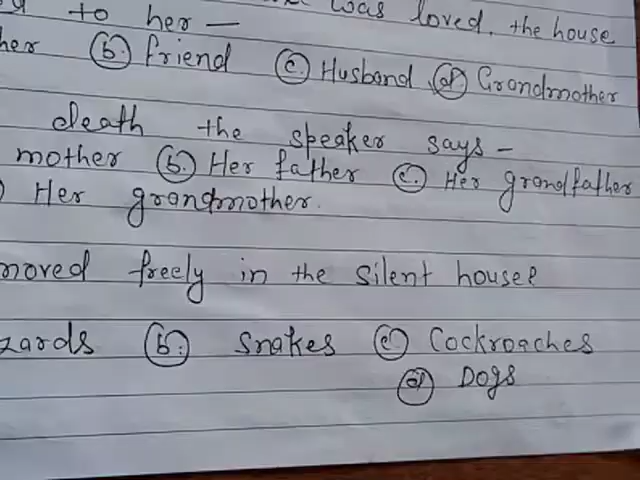 to her — was loved. the house
her (b.) friend (c.) Husband (d) Grandmother
death the speaker says –
mother (b.) Her father (c.) Her grandfather
) Her grandmother.
moved freely in the silent house?
zards (b.) Snakes (c) Cockroaches
(d) Dogs